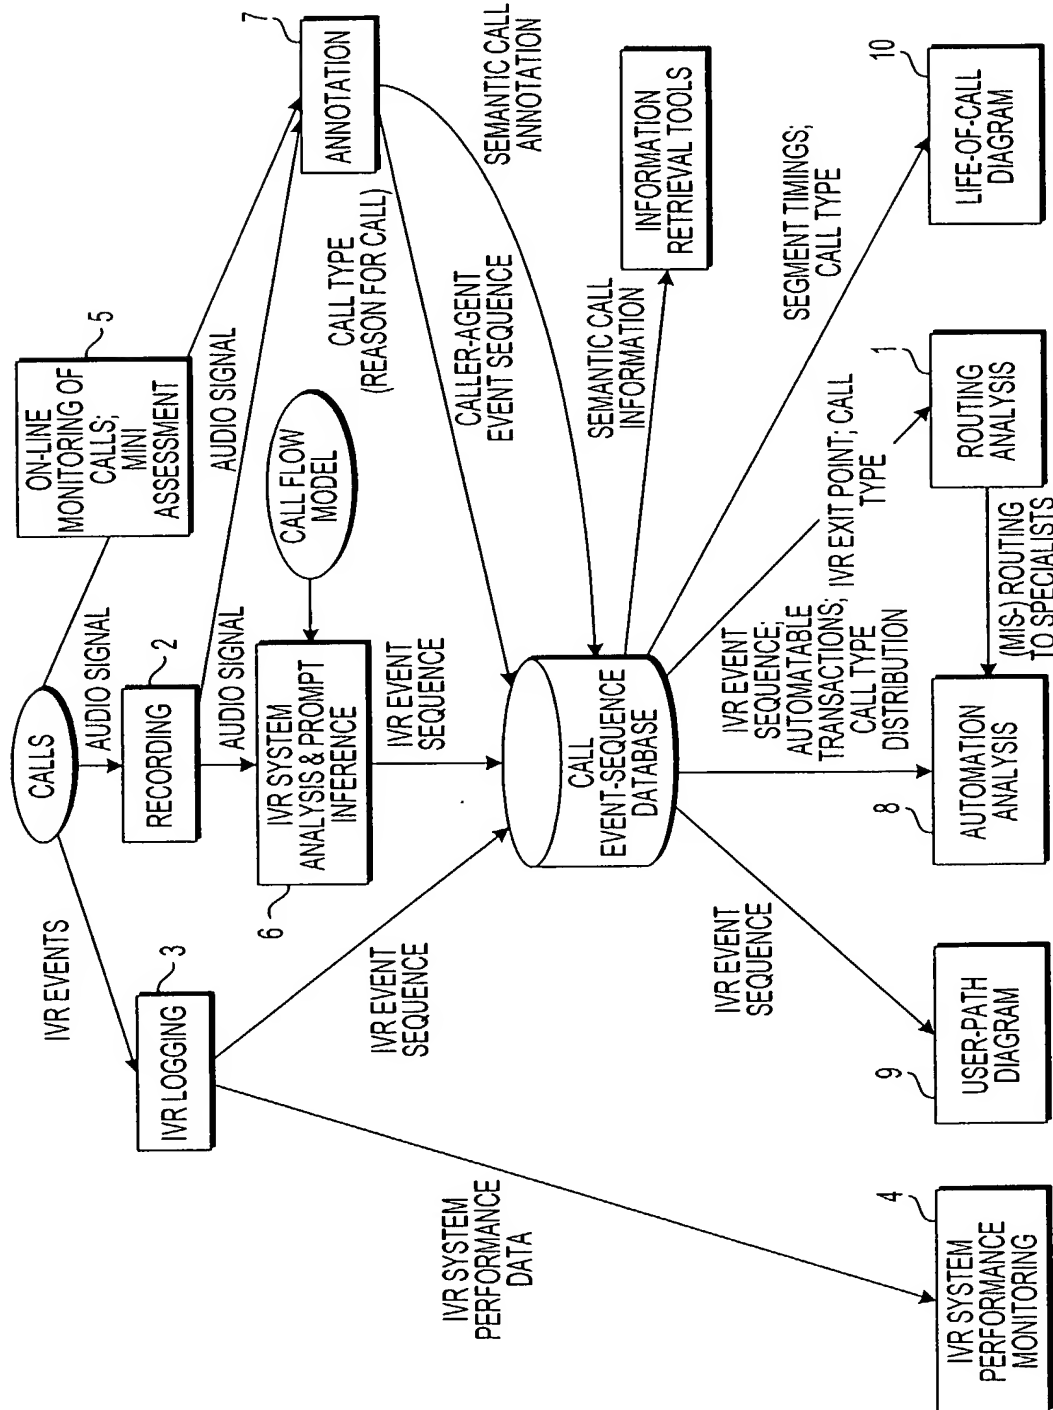 CALLS
IVR EVENTS
AUDIO SIGNAL
ON-LINE
MONITORING OF
CALLS;
MINI
ASSESSMENT
5
IVR LOGGING
3
RECORDING
2
AUDIO SIGNAL
AUDIO SIGNAL
ANNOTATION
7
IVR SYSTEM
ANALYSIS & PROMPT
INFERENCE
6
CALL FLOW
MODEL
CALL TYPE
(REASON FOR CALL)
IVR EVENT
SEQUENCE
IVR EVENT
SEQUENCE
CALLER-AGENT
EVENT SEQUENCE
SEMANTIC CALL
ANNOTATION
CALL
EVENT-SEQUENCE
DATABASE
SEMANTIC CALL
INFORMATION
INFORMATION
RETRIEVAL TOOLS
IVR SYSTEM
PERFORMANCE
DATA
IVR EVENT
SEQUENCE
IVR EVENT
SEQUENCE;
AUTOMATABLE
TRANSACTIONS;
CALL TYPE
DISTRIBUTION
IVR EXIT POINT; CALL
TYPE
SEGMENT TIMINGS;
CALL TYPE
4
IVR SYSTEM
PERFORMANCE
MONITORING
9
USER-PATH
DIAGRAM
8
AUTOMATION
ANALYSIS
(MIS-) ROUTING
TO SPECIALISTS
1
ROUTING
ANALYSIS
10
LIFE-OF-CALL
DIAGRAM